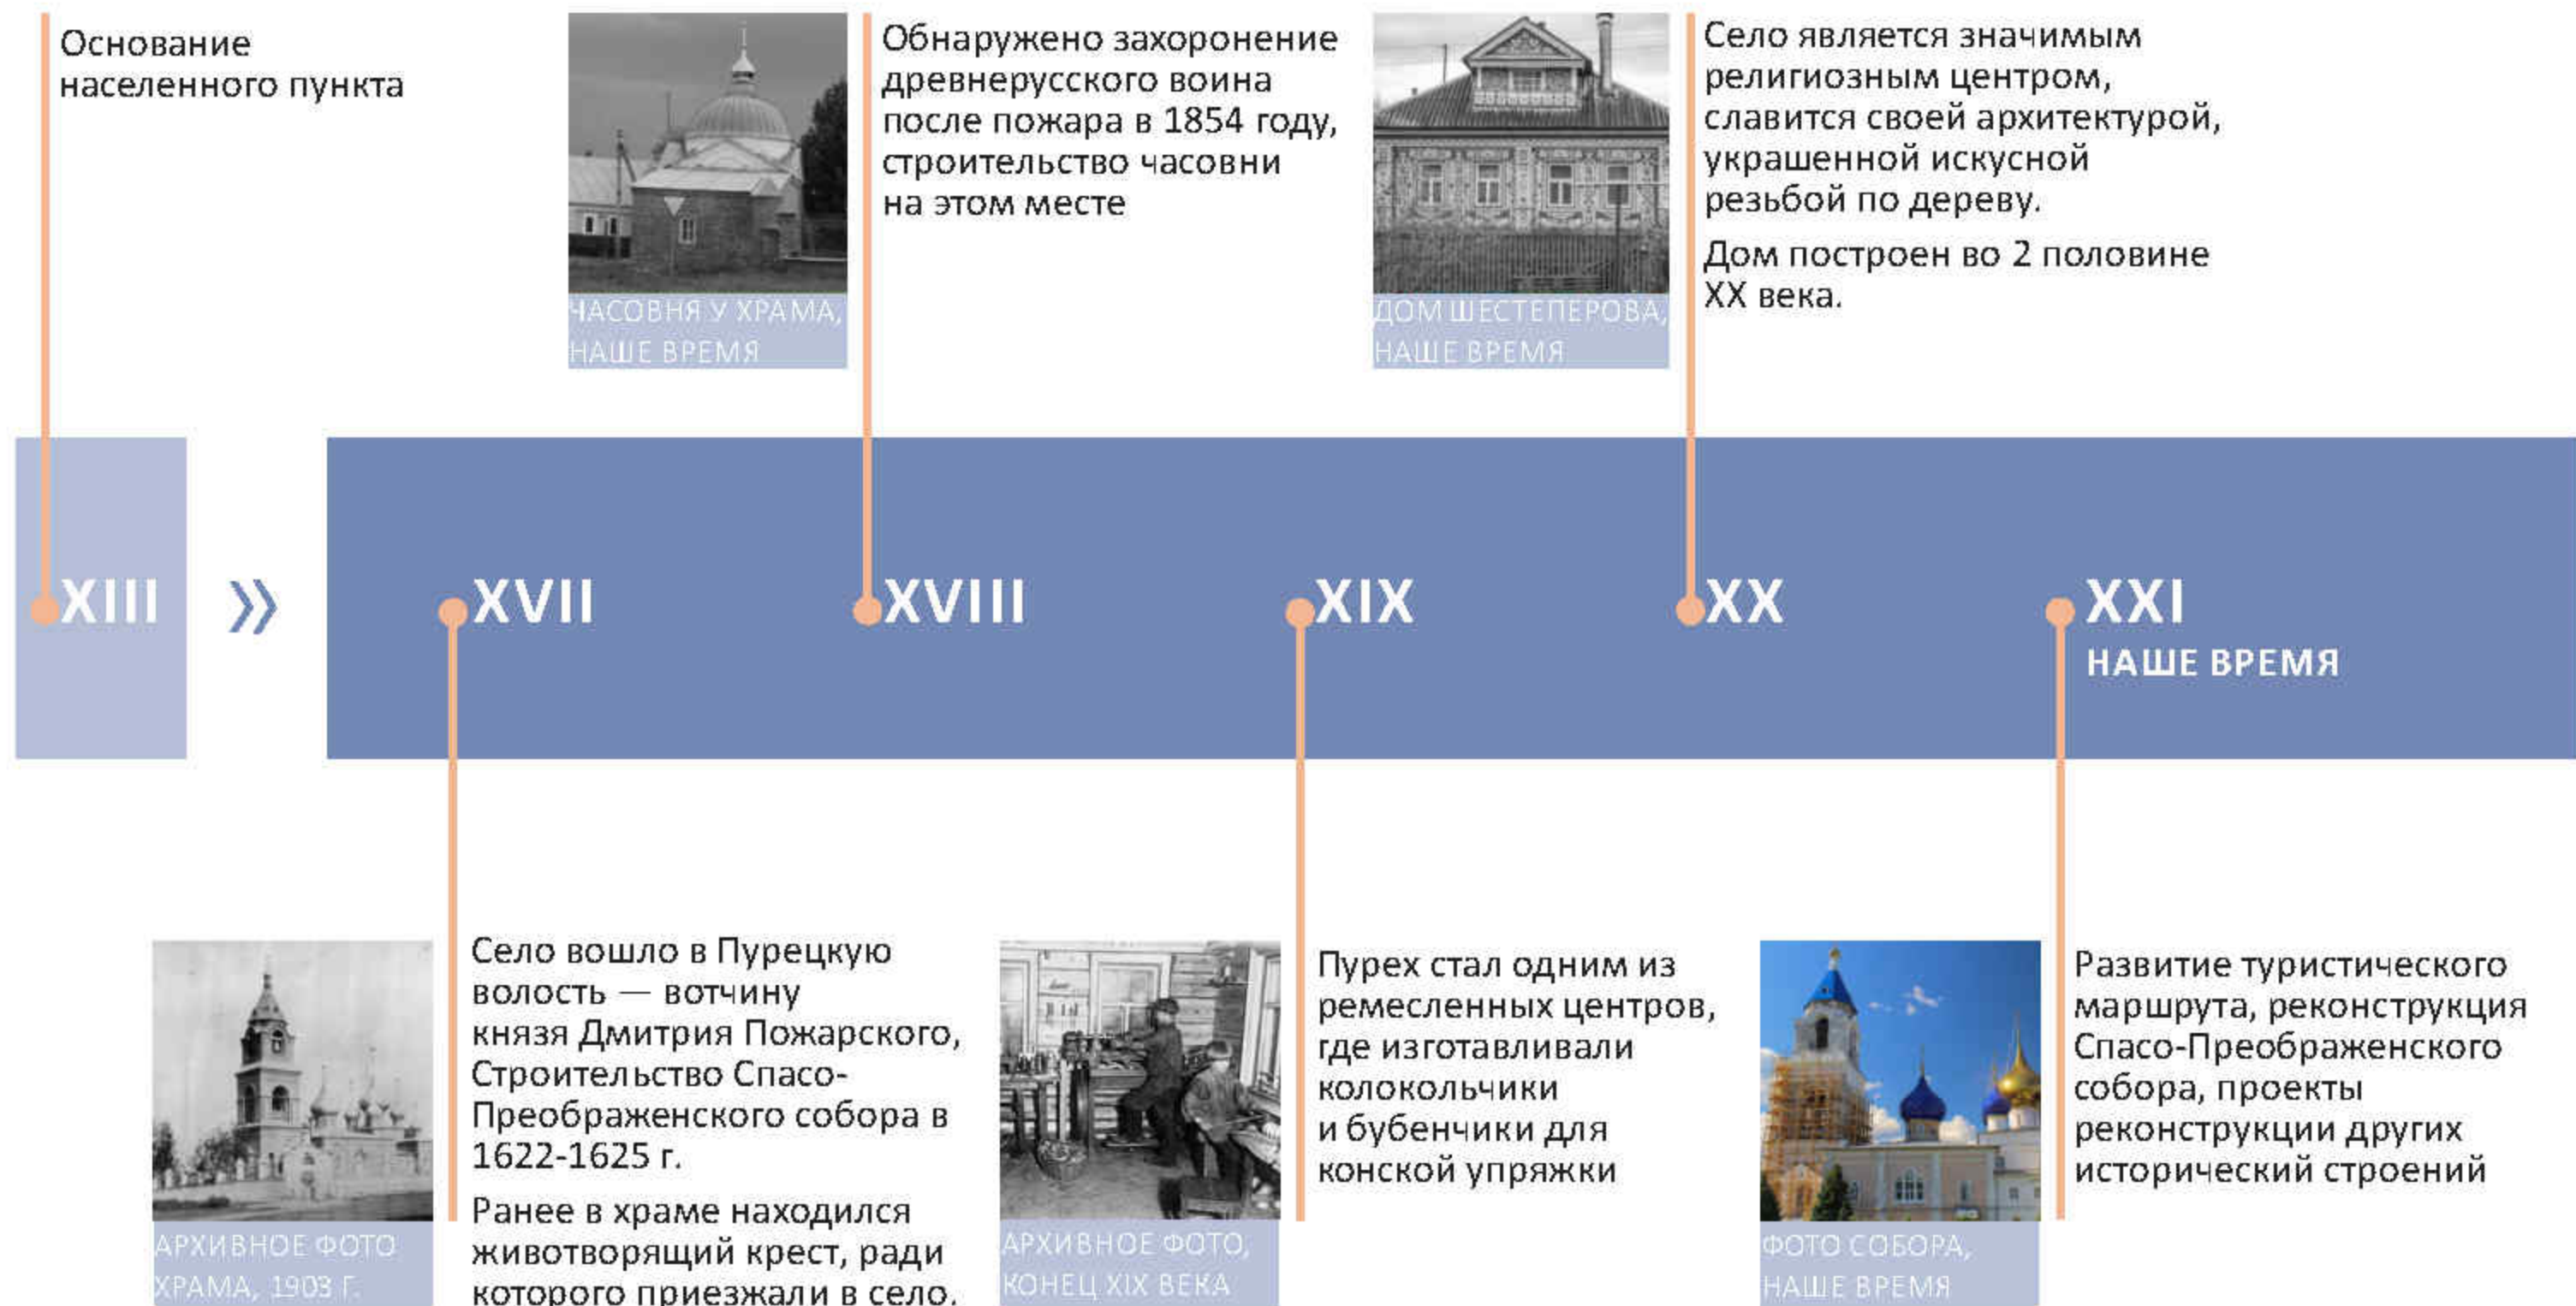 Основание
населенного пункта
ЧАСОВНЯ У ХРАМА,
НАШЕ ВРЕМЯ
Обнаружено захоронение
древнерусского воина
после пожара в 1854 году,
строительство часовни
на этом месте
ДОМ ШЕСТЕПЕРОВА,
НАШЕ ВРЕМЯ
Село является значимым
религиозным центром,
славится своей архитектурой,
украшенной искусной
резьбой по дереву.
Дом построен во 2 половине
XX века.
XIII
»
XVII
XVIII
XIX
XX
XXI
НАШЕ ВРЕМЯ
АРХИВНОЕ ФОТО
ХРАМА, 1903 Г.
Село вошло в Пурецкую
волость — вотчину
князя Дмитрия Пожарского,
Строительство Спасо-
Преображенского собора в
1622-1625 г.
Ранее в храме находился
животворящий крест, ради
которого приезжали в село.
АРХИВНОЕ ФОТО,
КОНЕЦ XIX ВЕКА
Пурех стал одним из
ремесленных центров,
где изготавливали
колокольчики
и бубенчики для
конской упряжки
ФОТО СОБОРА,
НАШЕ ВРЕМЯ
Развитие туристического
маршрута, реконструкция
Спасо-Преображенского
собора, проекты
реконструкции других
исторический строений